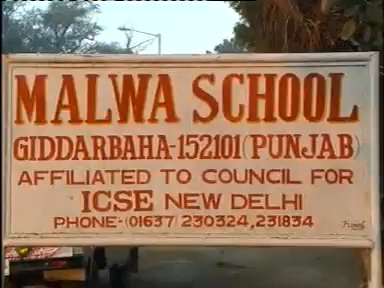 MALWA SCHOOL
GIDDARBAHA-152101(PUNJAB)
AFFILIATED TO COUNCIL FOR
ICSE NEW DELHI
PHONE-(01637) 230324,231834